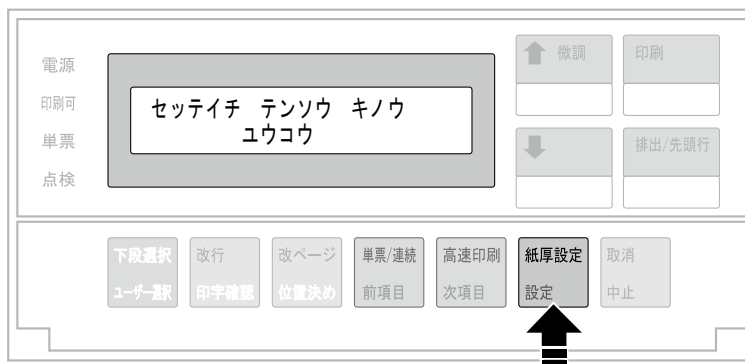 電源
印刷可
単票
点検
セッテイチ テンソウ キノウ
ユウコウ
微調
印刷
排出/先頭行
下段選択
ユーザー選択
改行
印字確認
改ページ
位置決め
単票/連続
前項目
高速印刷
次項目
紙厚設定
設定
取消
中止